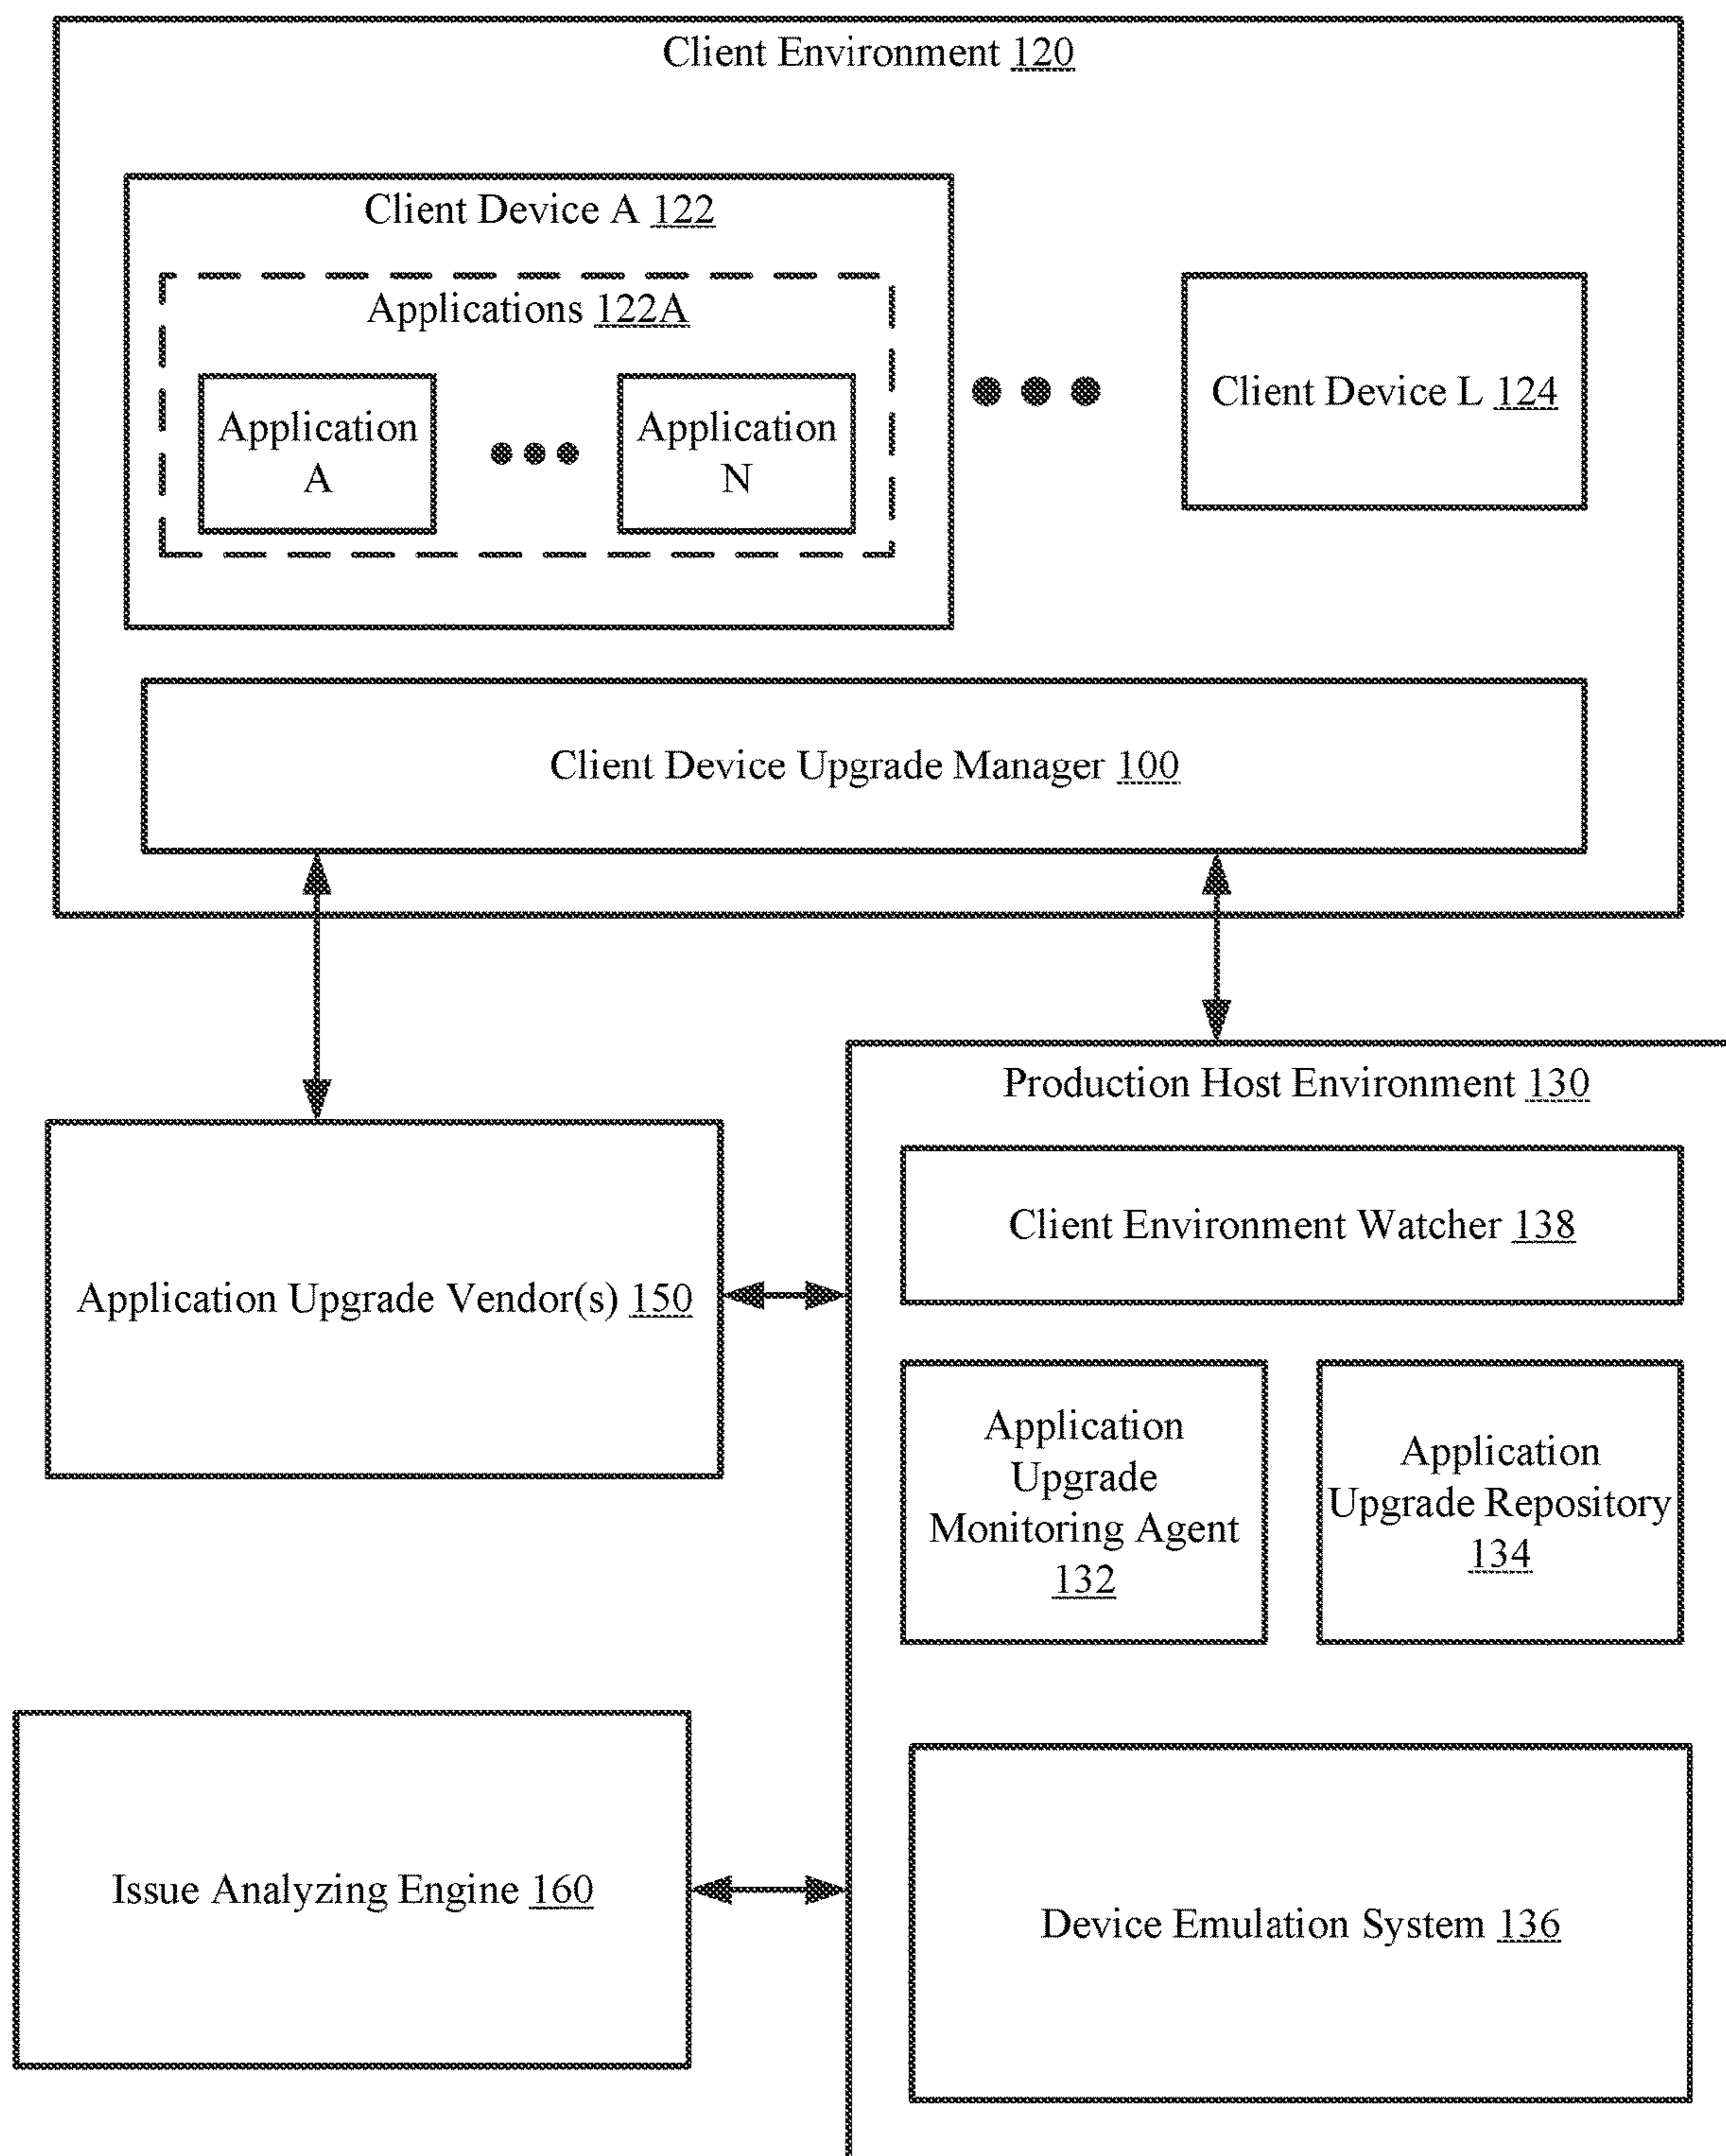 Client Environment 120
Client Device A 122
Applications 122A
Application
A
Application
N
Client Device L 124
Client Device Upgrade Manager 100
Production Host Environment 130
Client Environment Watcher 138
Application Upgrade Vendor(s) 150
Application
Upgrade
Monitoring Agent
132
Application
Upgrade Repository
134
Issue Analyzing Engine 160
Device Emulation System 136